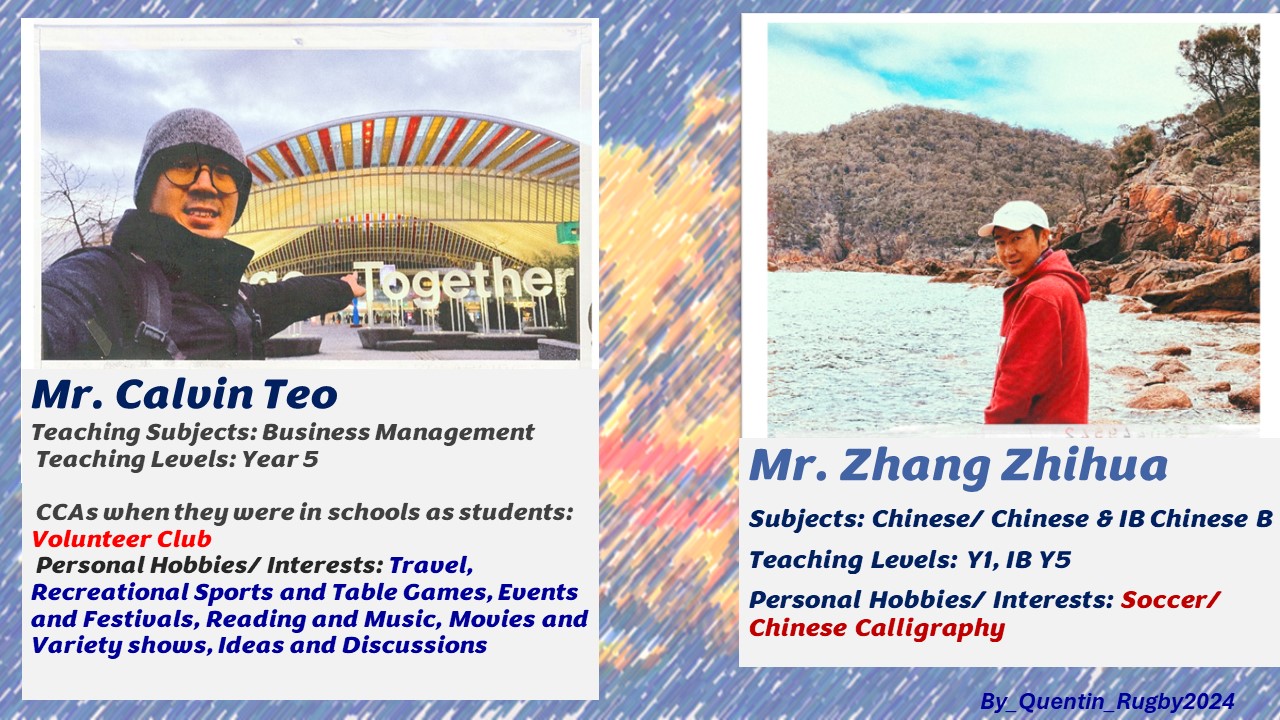 Together
Mr. Calvin Teo
Teaching Subjects: Business Management
Teaching Levels: Year 5
CCAs when they were in schools as students:
Volunteer Club
Personal Hobbies/ Interests: Travel,
Recreational Sports and Table Games, Events
and Festivals, Reading and Music, Movies and
Variety shows, Ideas and Discussions
Mr. Zhang Zhihua
Subjects: Chinese/ Chinese & IB Chinese B
Teaching Levels: Y1, IB Y5
Personal Hobbies/ Interests: Soccer/
Chinese Calligraphy
By_Quentin_Rugby2024